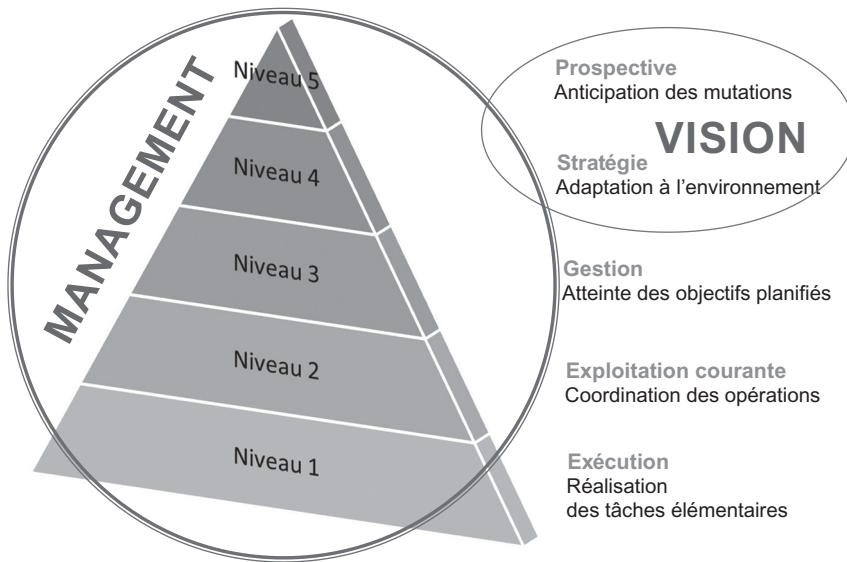 MANAGEMENT
Niveau 5
Niveau 4
Niveau 3
Niveau 2
Niveau 1
Prospective
Anticipation des mutations
VISION
Stratégie
Adaptation à l’environnement
Gestion
Atteinte des objectifs planifiés
Exploitation courante
Coordination des opérations
Exécution
Réalisation
des tâches élémentaires